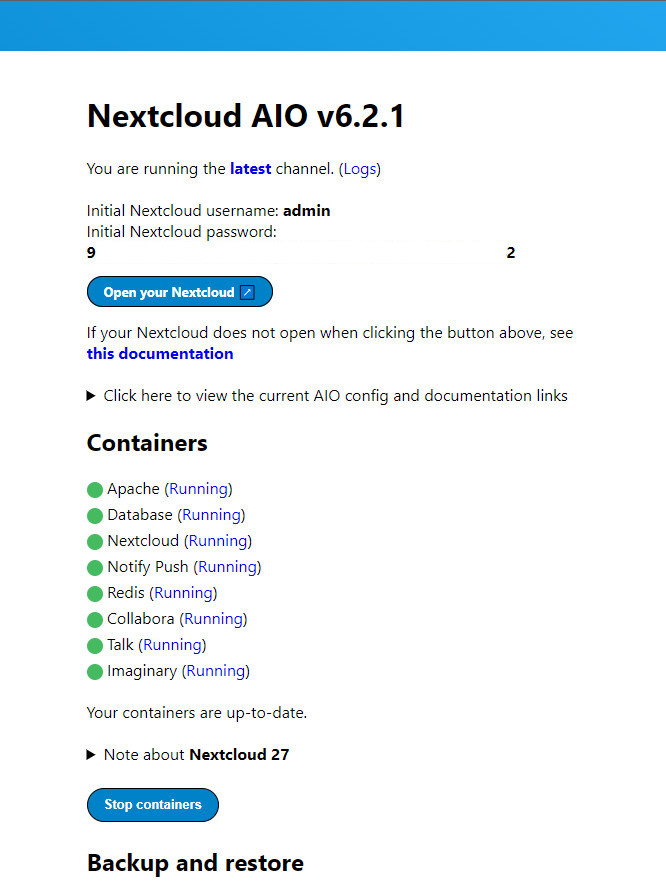 Nextcloud AIO v6.2.1
You are running the latest channel. (Logs)
Initial Nextcloud username: admin
Initial Nextcloud password:
9 2
Open your Nextcloud
If your Nextcloud does not open when clicking the button above, see
this documentation
Click here to view the current AIO config and documentation links
Containers
Apache (Running)
Database (Running)
Nextcloud (Running)
Notify Push (Running)
Redis (Running)
Collabora (Running)
Talk (Running)
Imaginary (Running)
Your containers are up-to-date.
Note about Nextcloud 27
Stop containers
Backup and restore